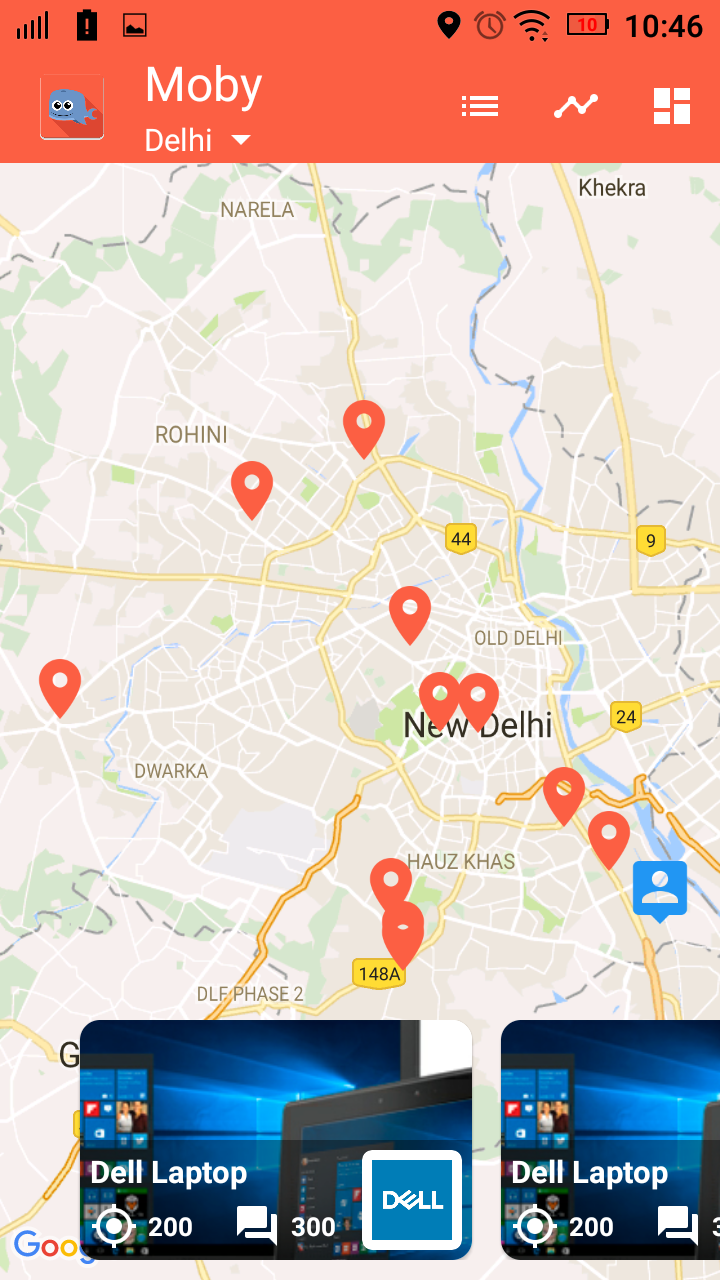 10
10:46
Moby
Delhi
Khekra
NARELA
ROHINI
44
9
OLD DELHI
New Delhi
24
DWARKA
HAUZ KHAS
148A
DLF PHASE 2
G
Dell Laptop
200
300
DELL
Dell Laptop
200
Goog